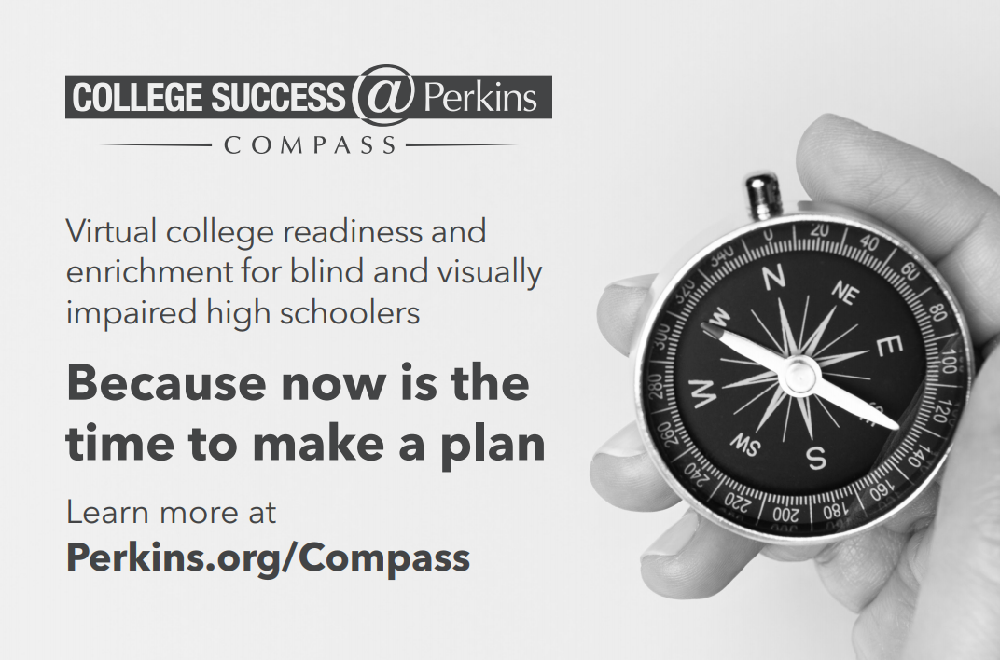 COLLEGE SUCCESS @ Perkins
COMPASS
Virtual college readiness and
enrichment for blind and visually
impaired high schoolers
Because now is the
time to make a plan
Learn more at
Perkins.org/Compass
0 20 40 60 80 100 120 140 160 180 200 220 240 260 280 300 320 340
N
NE
E
S
SW
W